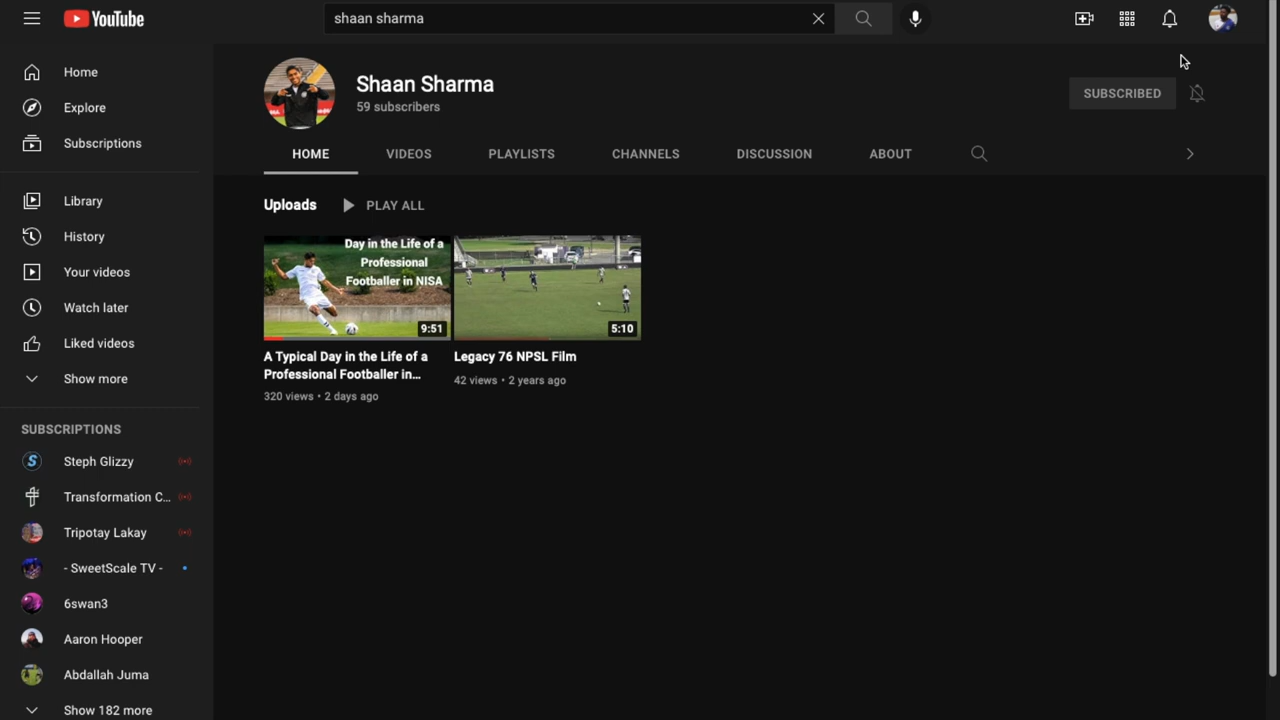 YouTube
shaan sharma
Home
Explore
Subscriptions
Library
History
Your videos
Watch later
Liked videos
Show more
SUBSCRIPTIONS
S
Steph Glizzy
Transformation C...
Tripotay Lakay
- SweetScale TV -
6swan3
Aaron Hooper
Abdallah Juma
Show 182 more
Shaan Sharma
59 subscribers
SUBSCRIBED
HOME
VIDEOS
PLAYLISTS
CHANNELS
DISCUSSION
ABOUT
Uploads
PLAY ALL
Day in the Life of a
Professional
Footballer in NISA
9:51
A Typical Day in the Life of a
Professional Footballer in...
320 views • 2 days ago
5:10
Legacy 76 NPSL Film
42 views • 2 years ago